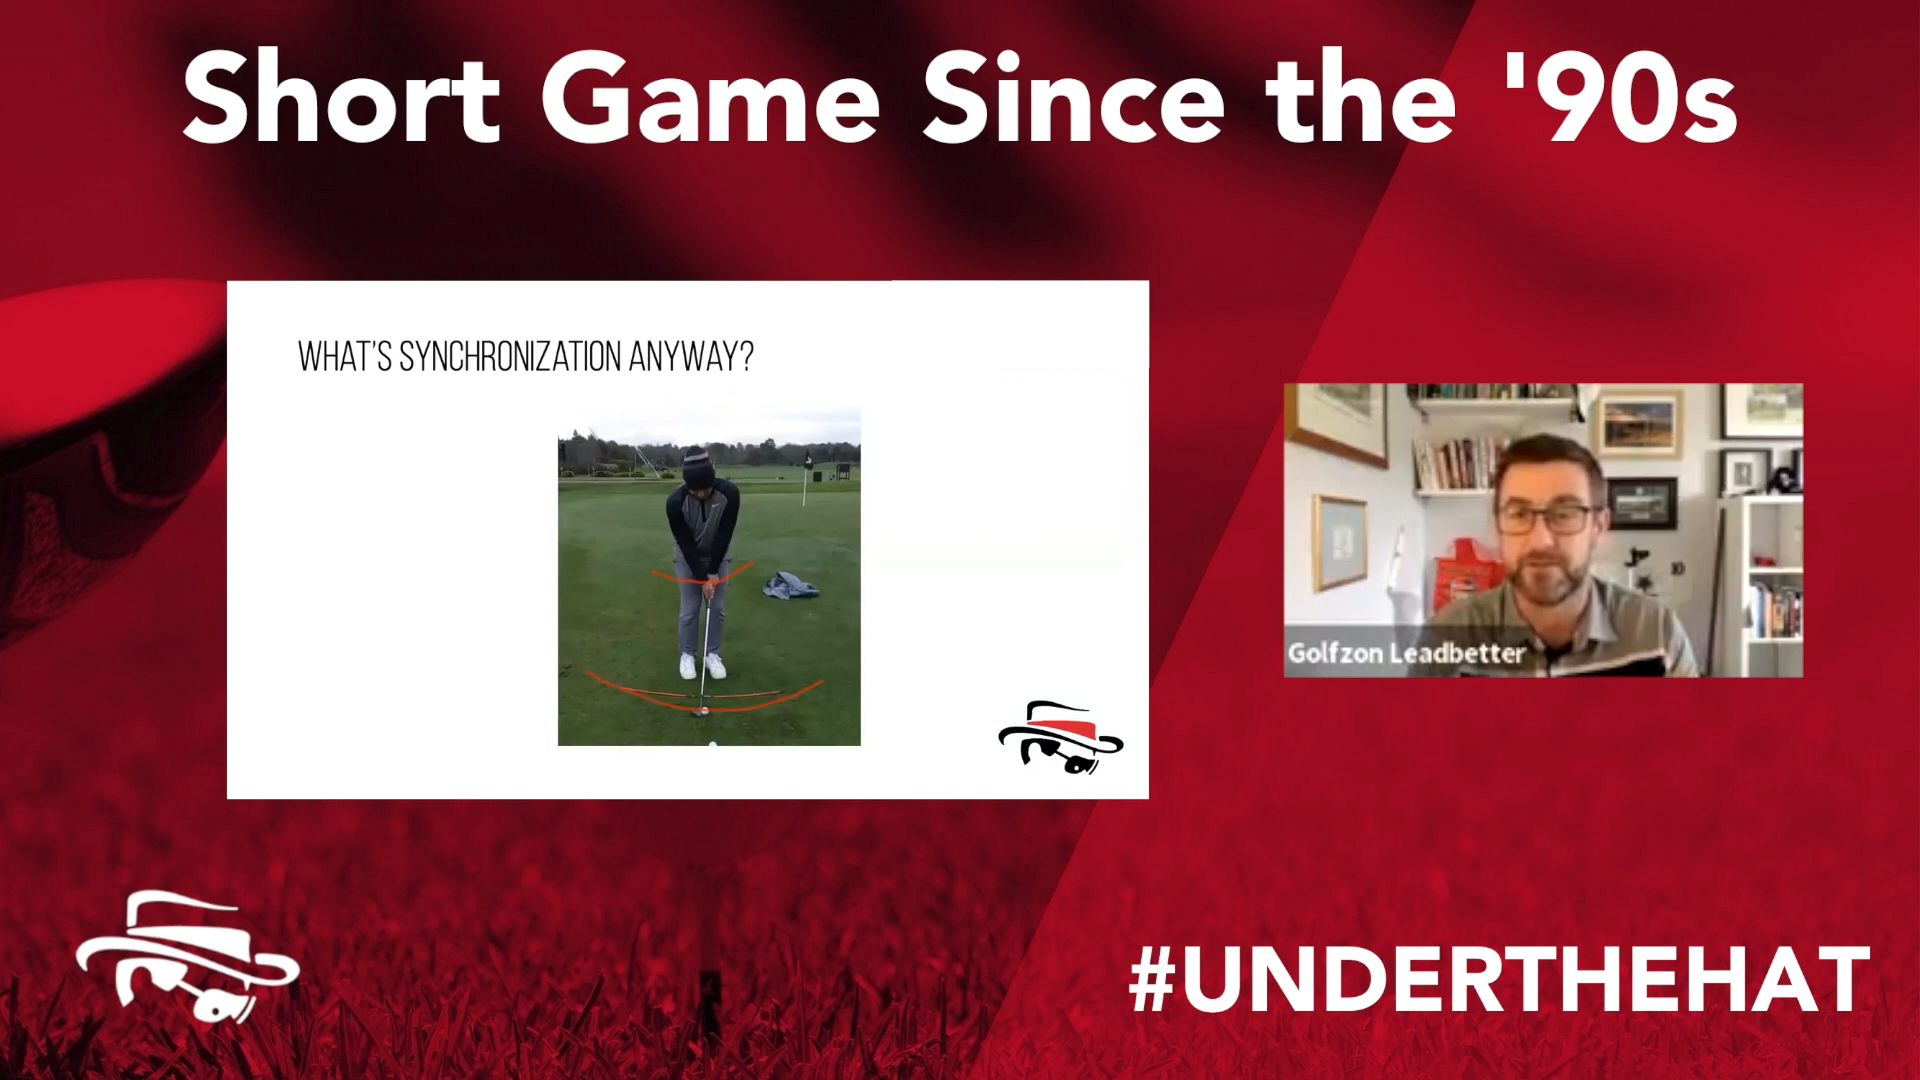 Short Game Since the '90s
WHAT'S SYNCHRONIZATION ANYWAY?
Golfzon Leadbetter
#UNDERTHEHAT